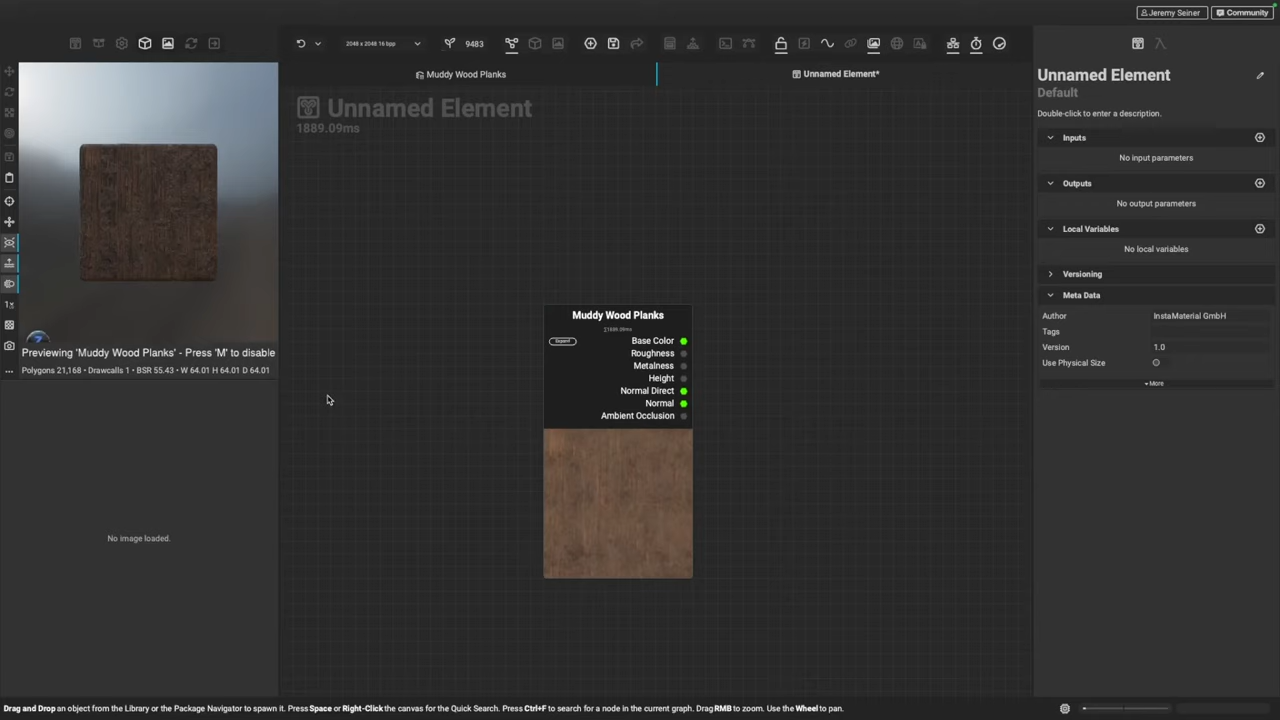 Jeremy Seiner
Community
2048 x 2048 16 bpp
9483
Muddy Wood Planks
Unnamed Element*
Unnamed Element
1889.09ms
Unnamed Element
Default
Double-click to enter a description.
Inputs
No input parameters
Outputs
No output parameters
Local Variables
No local variables
Versioning
Meta Data
Author InstaMaterial GmbH
Tags
Version 1.0
Use Physical Size
More
1x
Previewing 'Muddy Wood Planks' - Press 'M' to disable
Polygons 21,168 • Drawcalls 1 • BSR 55.43 • W 64.01 H 64.01 D 64.01
No image loaded.
Muddy Wood Planks
Σ1889.09ms
Expand
Base Color
Roughness
Metalness
Height
Normal Direct
Normal
Ambient Occlusion
Drag and Drop an object from the Library or the Package Navigator to spawn it. Press Space or Right-Click the canvas for the Quick Search. Press Ctrl+F to search for a node in the current graph. Drag RMB to zoom. Use the Wheel to pan.